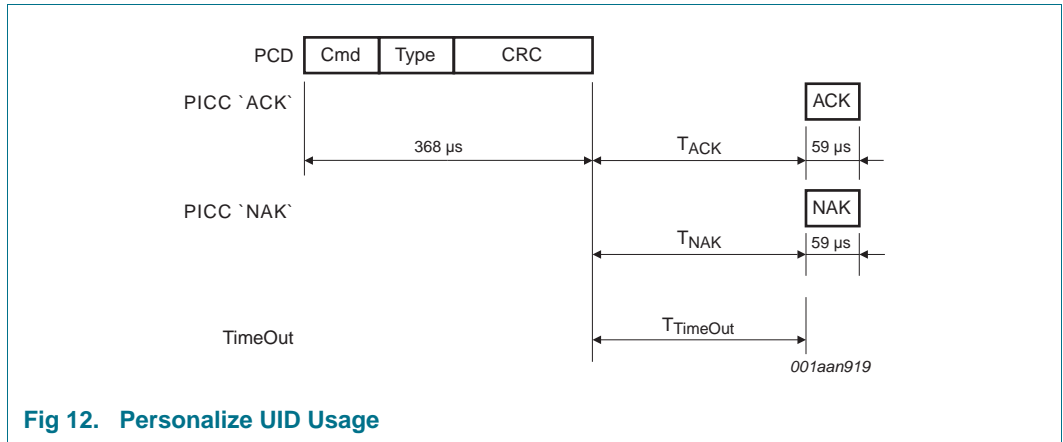 PCD Cmd Type CRC
PICC `ACK` ACK
368 μs TACK 59 μs
PICC `NAK` NAK
TNAK 59 μs
TimeOut TTimeOut
001aan919
Fig 12. Personalize UID Usage